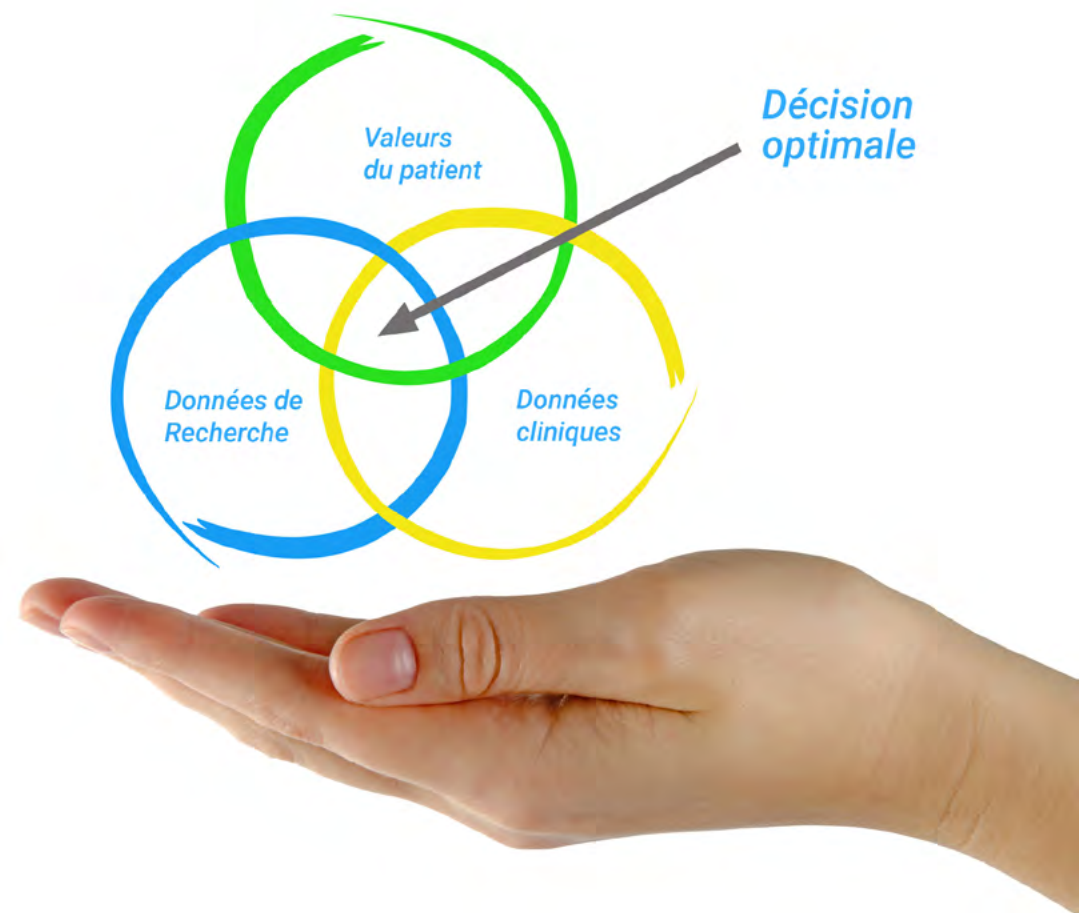 Décision
optimale
Valeurs
du patient
Données de
Recherche
Données
cliniques